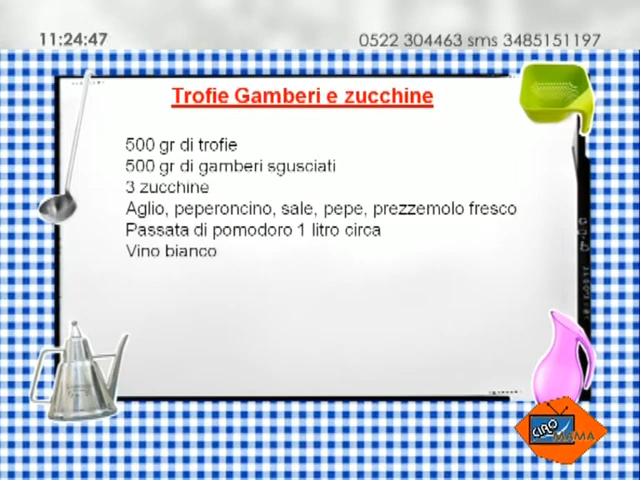 11:24:47
0522 304463 sms 3485151197
Trofie Gamberi e zucchine
500 gr di trofie
500 gr di gamberi sgusciati
3 zucchine
Aglio, peperoncino, sale, pepe, prezzemolo fresco
Passata di pomodoro 1 litro circa
Vino bianco
CIAO
MAMA